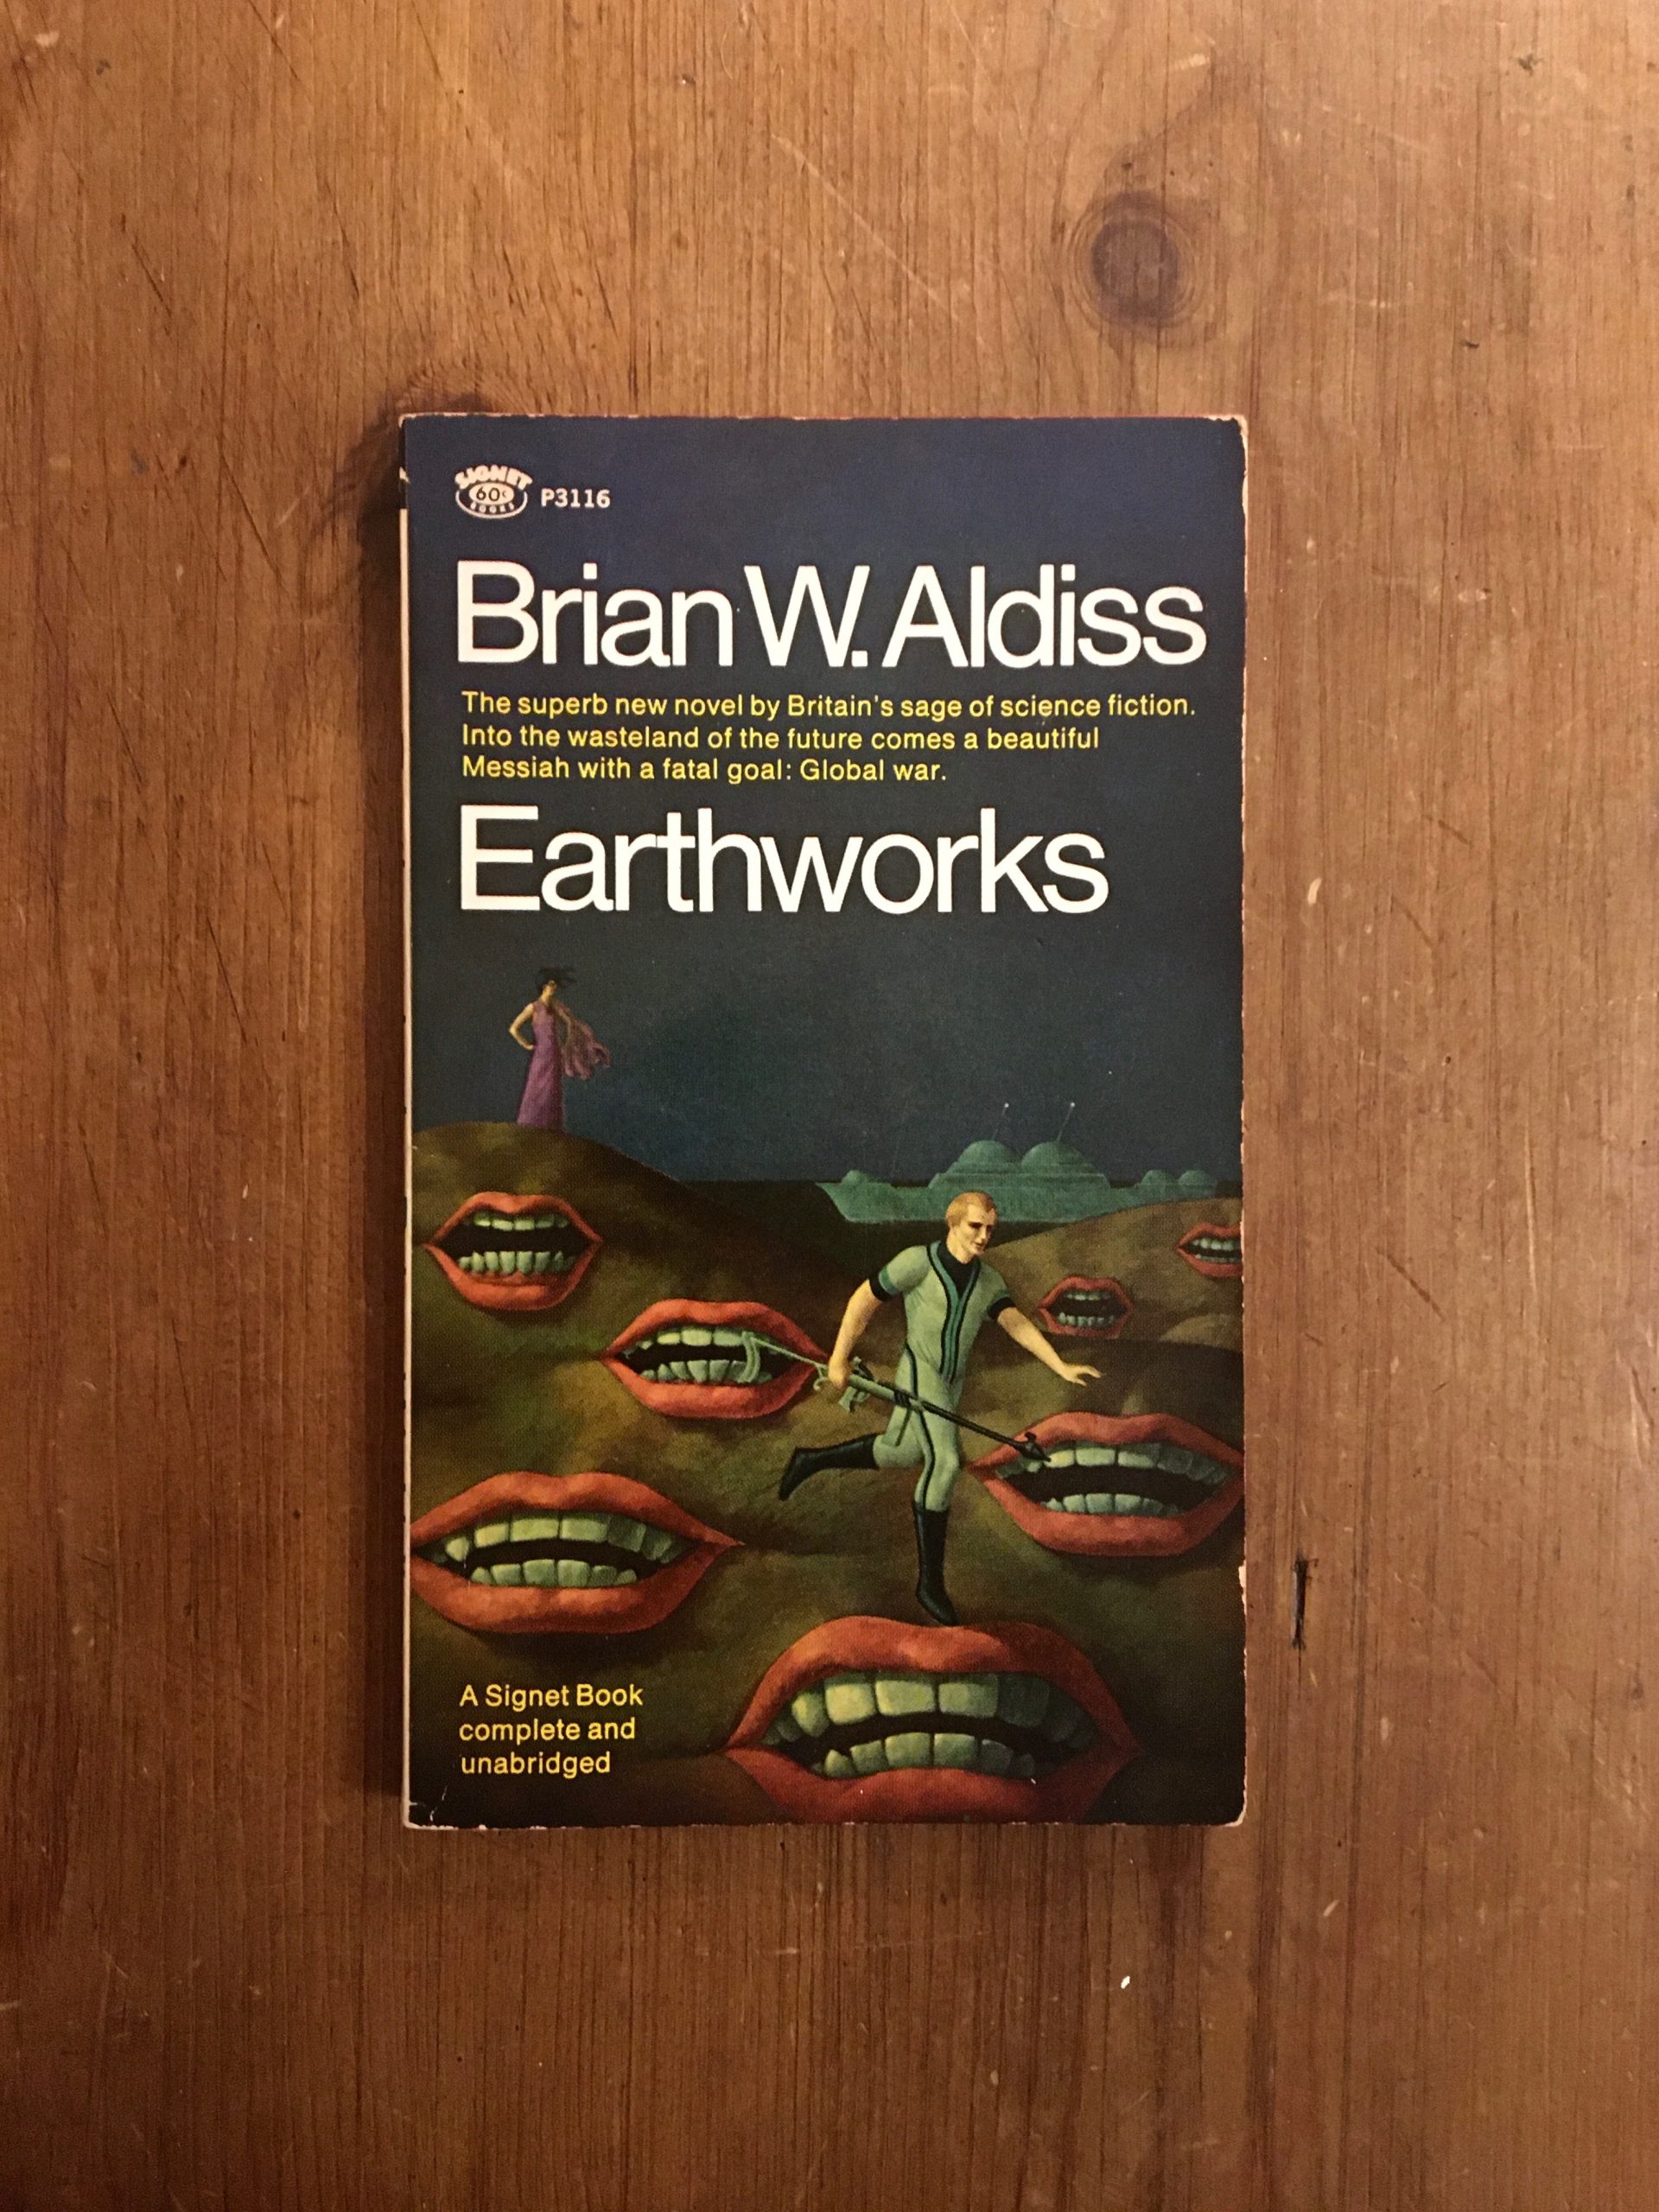 SIGNET
60¢
BOOKS
P3116
Brian W. Aldiss
The superb new novel by Britain's sage of science fiction.
Into the wasteland of the future comes a beautiful
Messiah with a fatal goal: Global war.
Earthworks
A Signet Book
complete and
unabridged